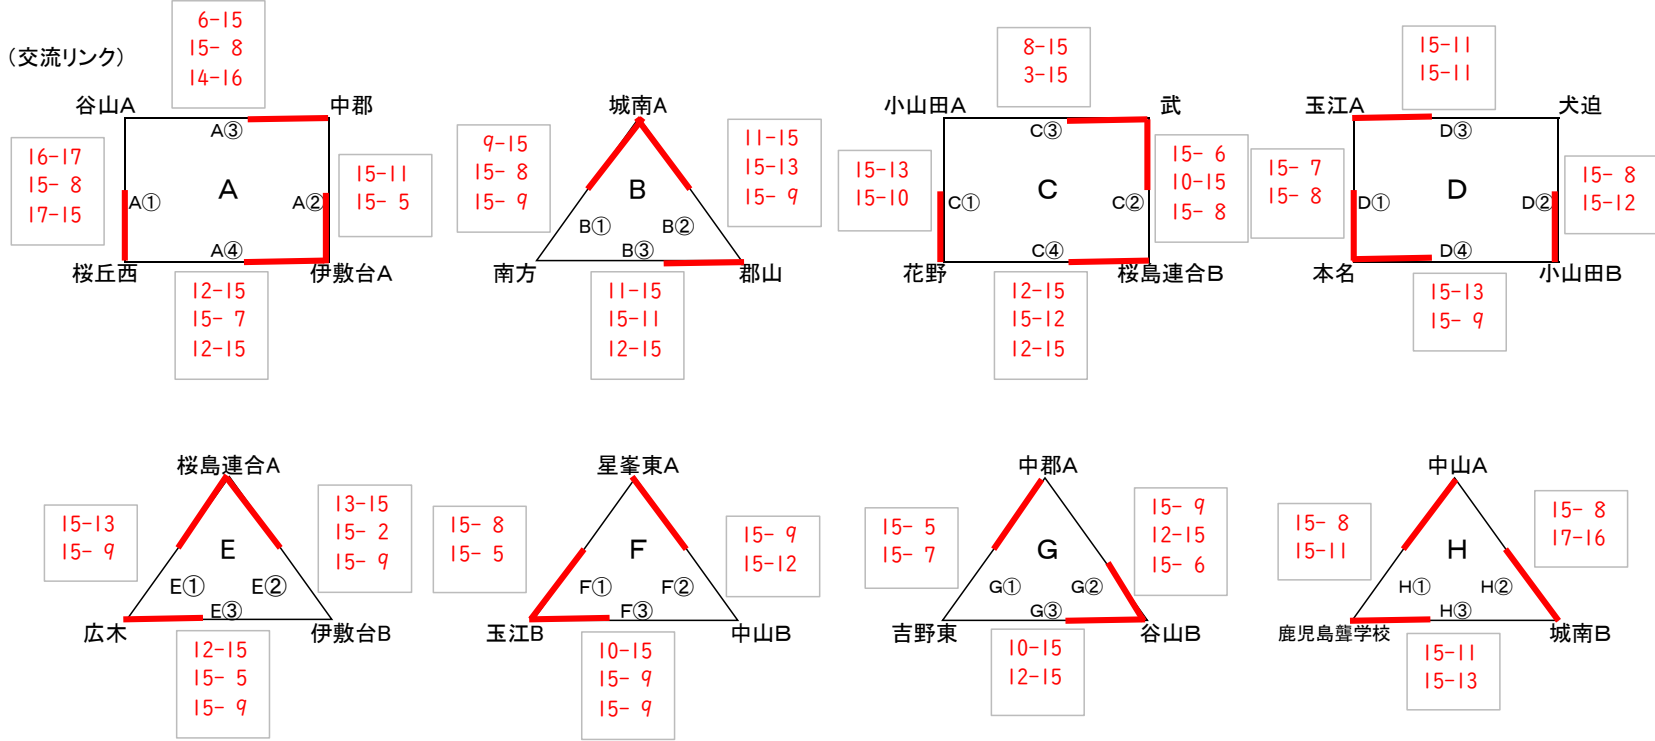 (交流リンク)
6-15
15- 8
14-16
谷山A
中郡
A③
16-17
15- 8
17-15
A①
A
A②
15-11
15- 5
A④
桜丘西
伊敷台A
12-15
15- 7
12-15
城南A
9-15
15- 8
15- 9
11-15
15-13
15- 9
B
B①
B②
B③
南方
郡山
11-15
15-11
12-15
8-15
3-15
小山田A
武
C③
15-13
15-10
C①
C
C②
15- 6
10-15
15- 8
C④
花野
桜島連合B
12-15
15-12
12-15
15-11
15-11
玉江A
犬迫
D③
15- 7
15- 8
D①
D
D②
15- 8
15-12
D④
本名
小山田B
15-13
15- 9
桜島連合A
15-13
15- 9
13-15
15- 2
15- 9
E
E①
E②
E③
広木
伊敷台B
12-15
15- 5
15- 9
星峯東A
15- 8
15- 5
15- 9
15-12
F
F①
F②
F③
玉江B
中山B
10-15
15- 9
15- 9
中郡A
15- 5
15- 7
15- 9
12-15
15- 6
G
G①
G②
G③
吉野東
谷山B
10-15
12-15
中山A
15- 8
15-11
15- 8
17-16
H
H①
H②
H③
鹿児島聾学校
城南B
15-11
15-13